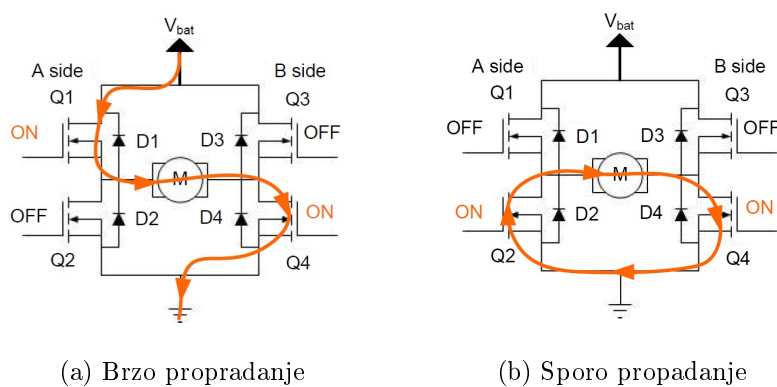 V_bat
A side
B side
Q1
Q3
ON
OFF
D1
D3
M
OFF
ON
D2
D4
Q2
Q4
(a) Brzo propradanje
V_bat
A side
B side
Q1
Q3
OFF
OFF
D1
D3
M
ON
ON
D2
D4
Q2
Q4
(b) Sporo propadanje